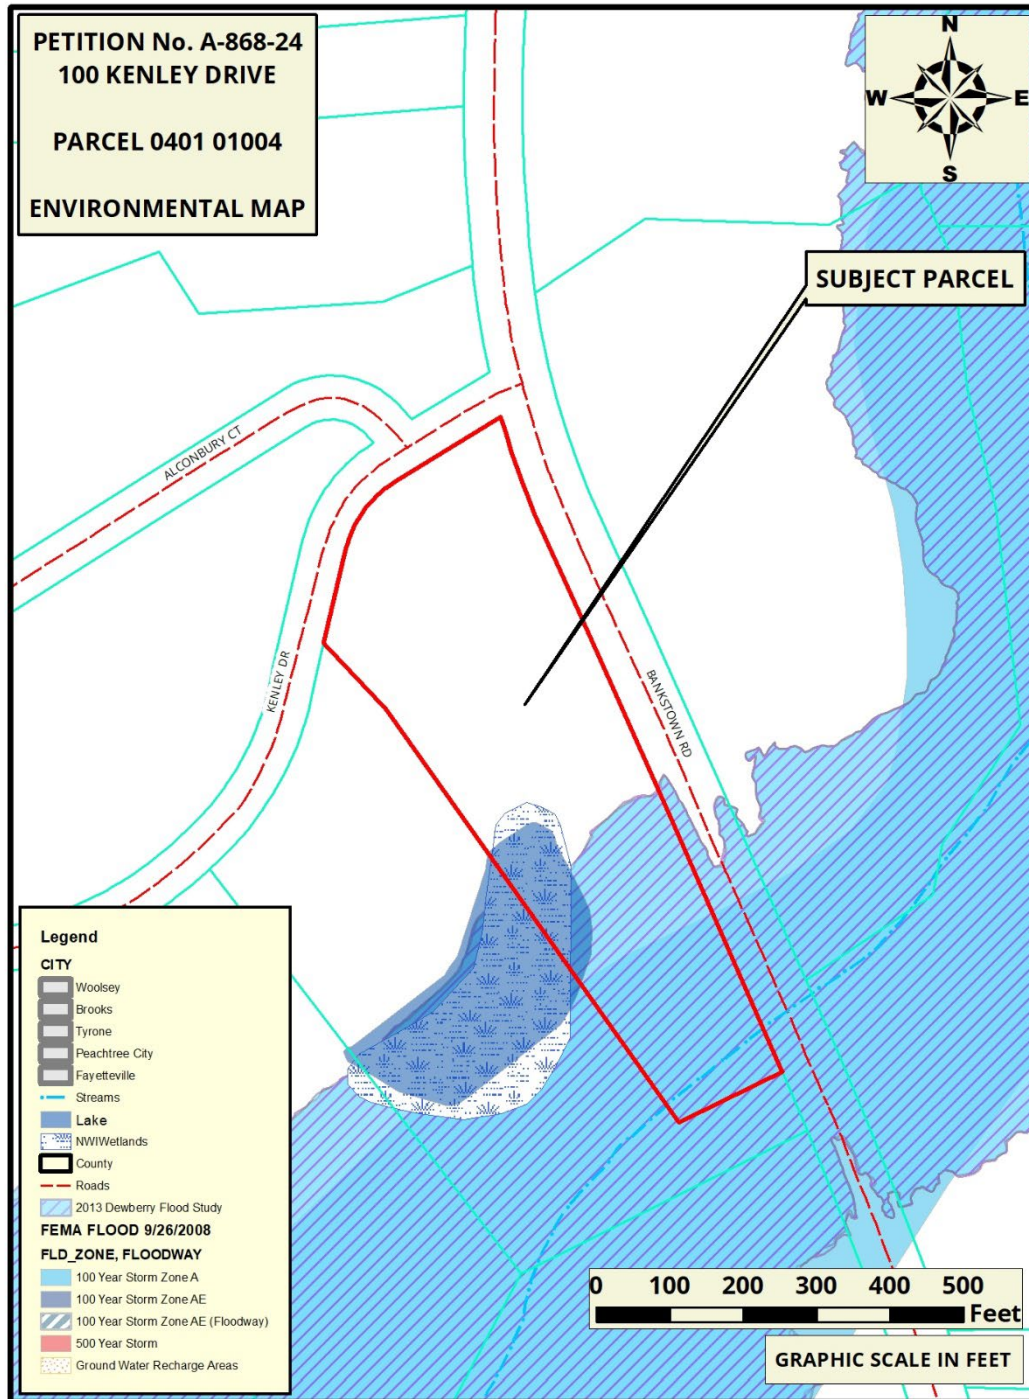 PETITION No. A-868-24
100 KENLEY DRIVE
PARCEL 0401 01004
ENVIRONMENTAL MAP
N
W
E
S
SUBJECT PARCEL
ALCONBURY CT
KENLEY DR
BANKSTOWN RD
Legend
CITY
Woolsey
Brooks
Tyrone
Peachtree City
Fayetteville
Streams
Lake
NWIWetlands
County
Roads
2013 Dewberry Flood Study
FEMA FLOOD 9/26/2008
FLD_ZONE, FLOODWAY
100 Year Storm Zone A
100 Year Storm Zone AE
100 Year Storm Zone AE (Floodway)
500 Year Storm
Ground Water Recharge Areas
0 100 200 300 400 500
Feet
GRAPHIC SCALE IN FEET